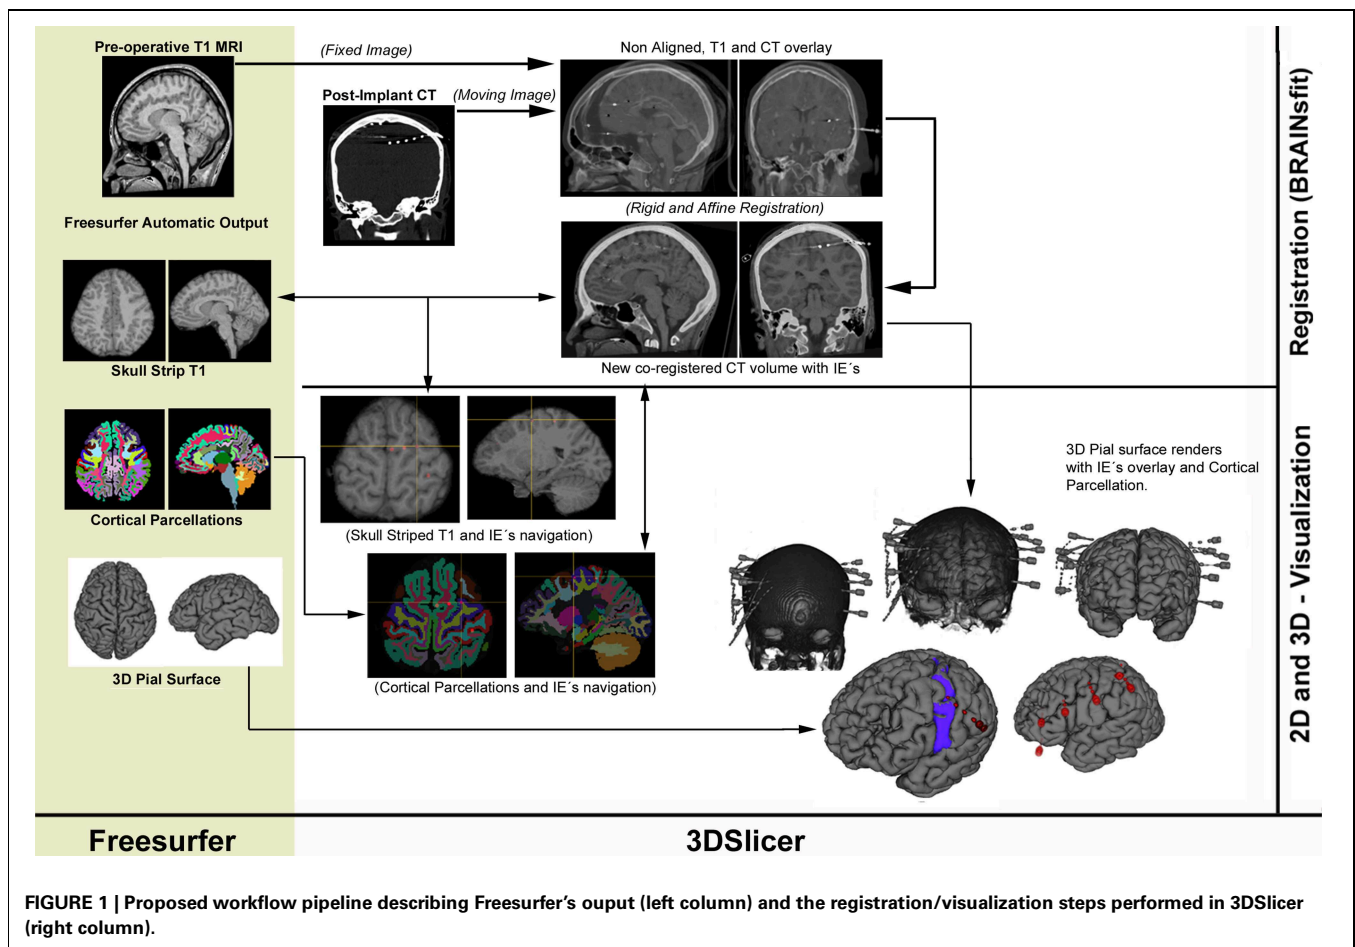 Pre-operative T1 MRI
(Fixed Image)
Non Aligned, T1 and CT overlay
Post-Implant CT
(Moving Image)
(Rigid and Affine Registration)
Freesurfer Automatic Output
Skull Strip T1
New co-registered CT volume with IE´s
Registration (BRAINsfit)
3D Pial surface renders
with IE´s overlay and Cortical
Parcellation.
Cortical Parcellations
(Skull Striped T1 and IE´s navigation)
3D Pial Surface
(Cortical Parcellations and IE´s navigation)
2D and 3D - Visualization
Freesurfer
3DSlicer
FIGURE 1 | Proposed workflow pipeline describing Freesurfer’s ouput (left column) and the registration/visualization steps performed in 3DSlicer
(right column).